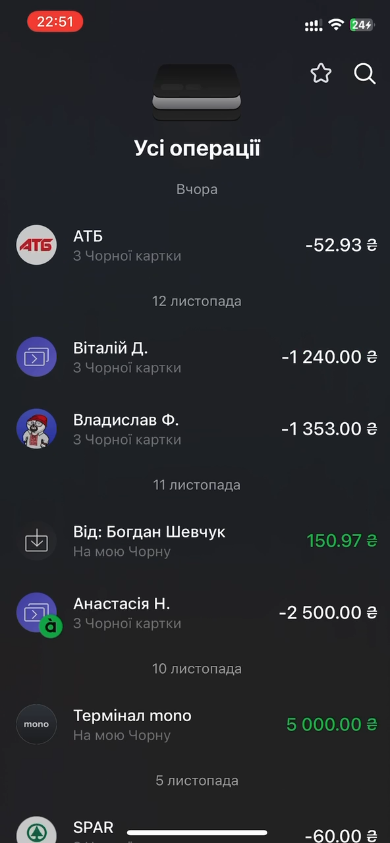 22:51
24
Усі операції
Вчора
АТБ
АТБ
-52.93 ₴
З Чорної картки
12 листопада
Віталій Д.
-1 240.00 ₴
З Чорної картки
Владислав Ф.
-1 353.00 ₴
З Чорної картки
11 листопада
Від: Богдан Шевчук
150.97 ₴
На мою Чорну
Анастасія Н.
-2 500.00 ₴
З Чорної картки
à
10 листопада
mono
Термінал mono
5 000.00 ₴
На мою Чорну
5 листопада
SPAR
-60.00 ₴